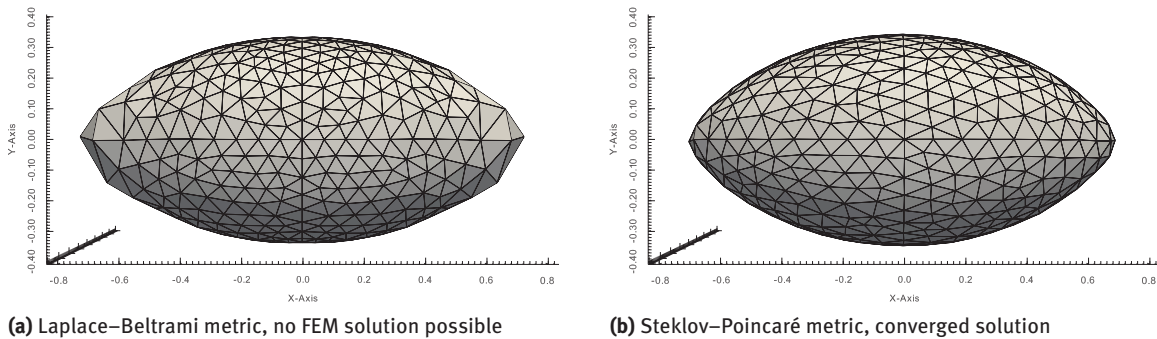 0.40
0.30
0.20
0.10
0.00
-0.10
-0.20
-0.30
-0.40
Y-Axis
-0.8 -0.6 -0.4 -0.2 0.0 0.2 0.4 0.6 0.8
X-Axis
(a) Laplace–Beltrami metric, no FEM solution possible
0.40
0.30
0.20
0.10
0.00
-0.10
-0.20
-0.30
-0.40
Y-Axis
-0.8 -0.6 -0.4 -0.2 0.0 0.2 0.4 0.6 0.8
X-Axis
(b) Steklov–Poincaré metric, converged solution